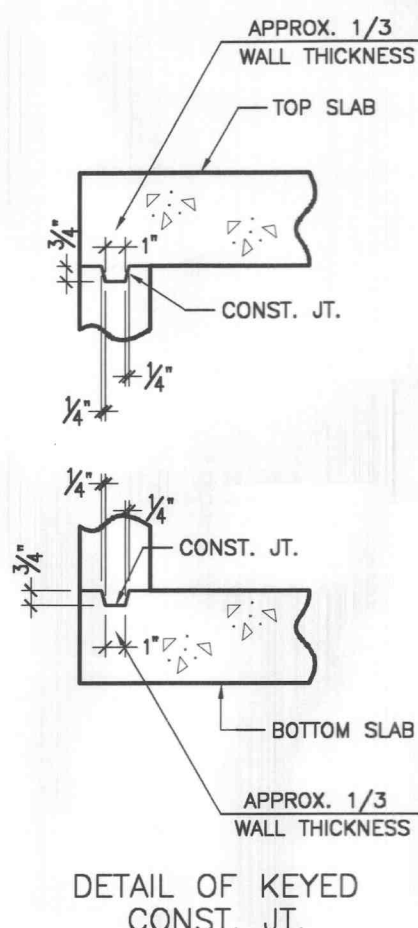 APPROX. 1/3
WALL THICKNESS
TOP SLAB
3/4"
1"
CONST. JT.
1/4"
1/4"
1/4"
1/4"
CONST. JT.
3/4"
1"
BOTTOM SLAB
APPROX. 1/3
WALL THICKNESS
DETAIL OF KEYED
CONST. JT.